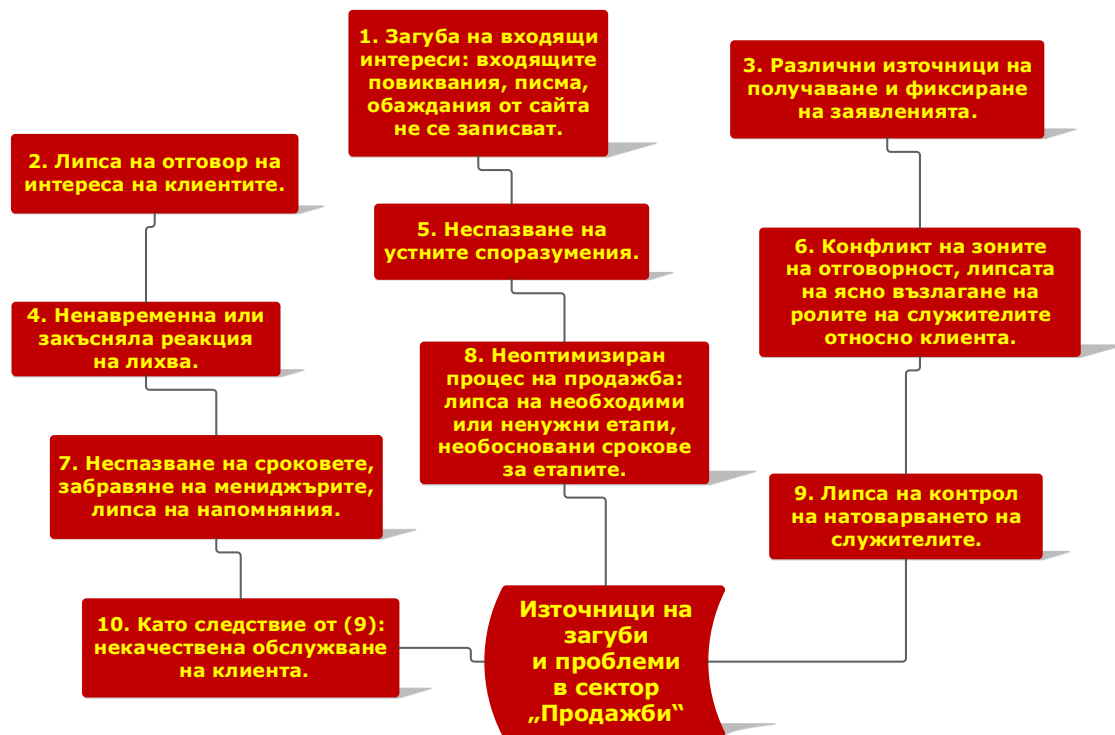 1. Загуба на входящи
интереси: входящите
повиквания, писма,
обаждания от сайта
не се записват.
2. Липса на отговор на
интереса на клиентите.
3. Различни източници на
получаване и фиксиране
на заявленията.
4. Ненавременна или
закъсняла реакция
на лихва.
5. Неспазване на
устните споразумения.
6. Конфликт на зоните
на отговорност, липсата
на ясно възлагане на
ролите на служителите
относно клиента.
7. Неспазване на сроковете,
забравяне на мениджърите,
липса на напомняния.
8. Неоптимизиран
процес на продажба:
липса на необходими
или ненужни етапи,
необосновани срокове
за етапите.
9. Липса на контрол
на натоварването на
служителите.
10. Като следствие от (9):
некачествена обслужване
на клиента.
Източници на
загуби
и проблеми
в сектор
„Продажби“